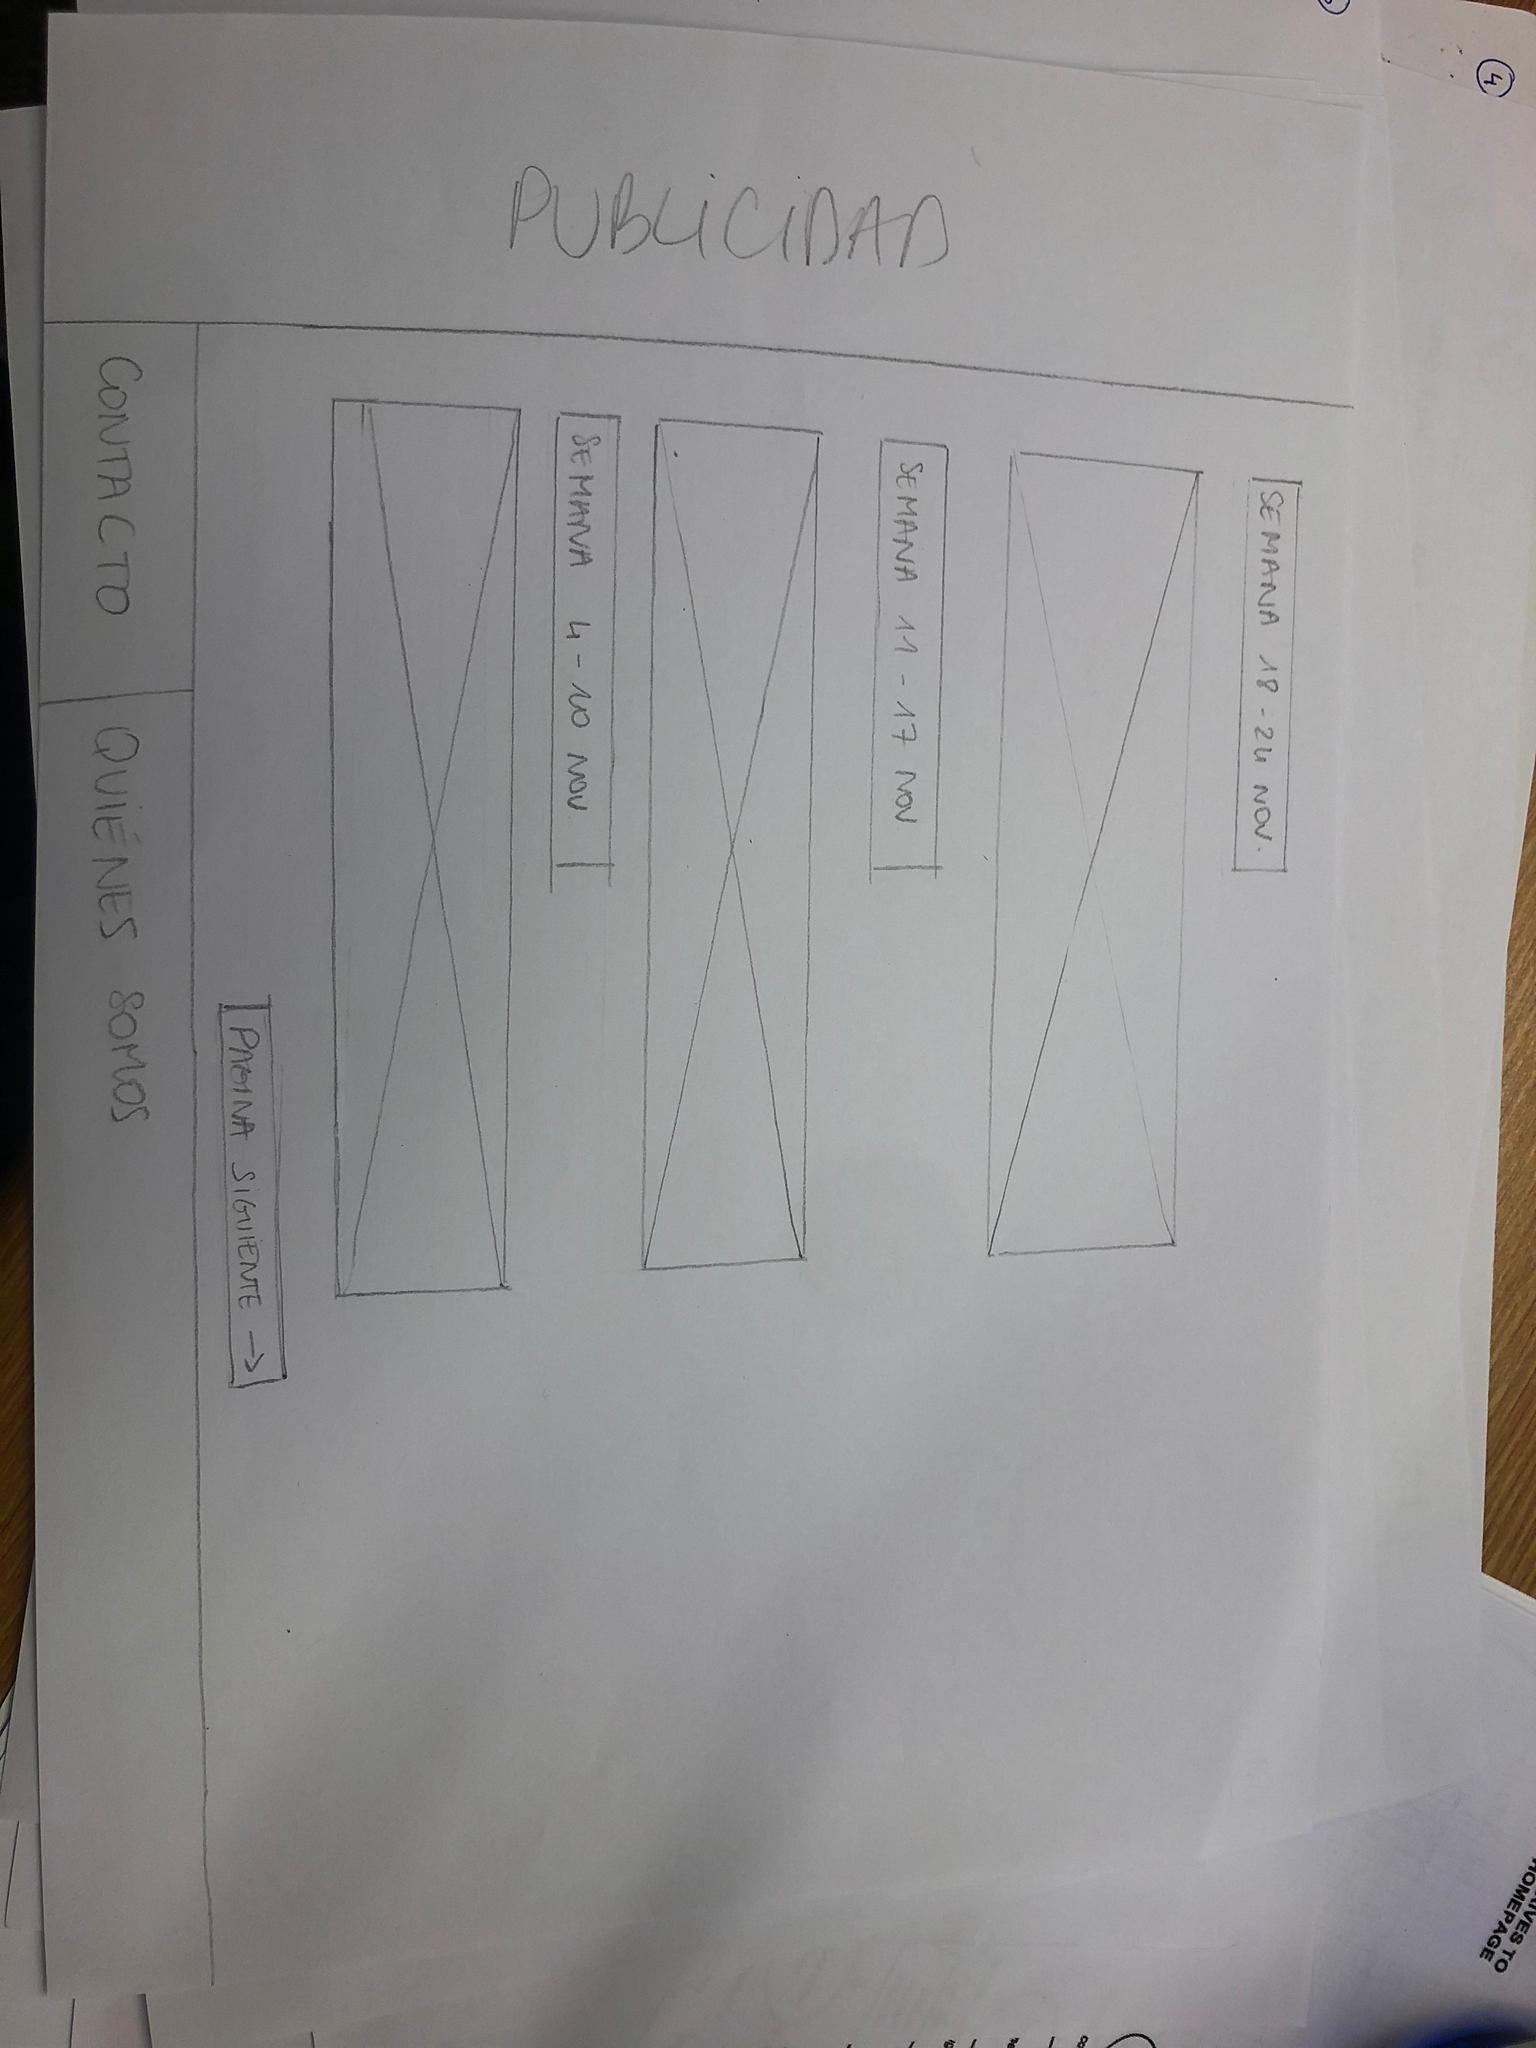 4
RIVES TO
HOMEPAGE
SEMANA 18-24 NOV.
SEMANA 11-17 NOV
SEMANA 4-10 NOV
PUBLICIDAD
PAGINA SIGUIENTE →
CONTACTO
QUIÉNES SOMOS